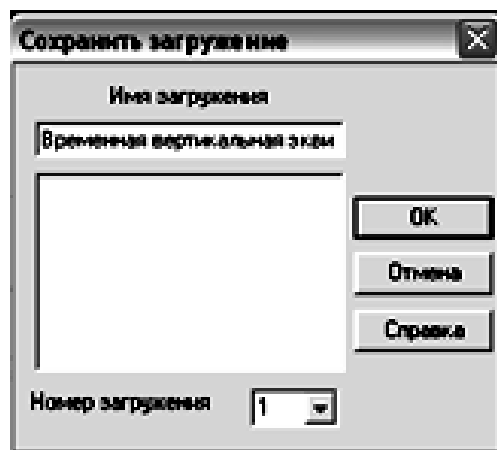 Сохранить загружение
Имя загружения
Временная вертикальная экви
OK
Отмена
Справка
Номер загружения
1